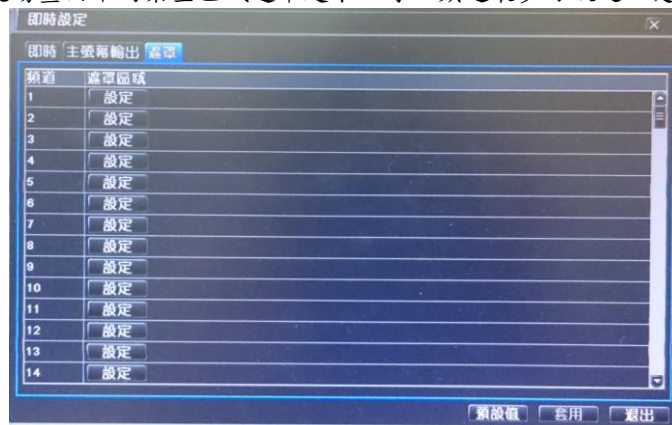 即時設定
即時 主螢幕輸出 遮罩
頻道 遮罩區域
1 設定
2 設定
3 設定
4 設定
5 設定
6 設定
7 設定
8 設定
9 設定
10 設定
11 設定
12 設定
13 設定
14 設定
預設值 套用 退出